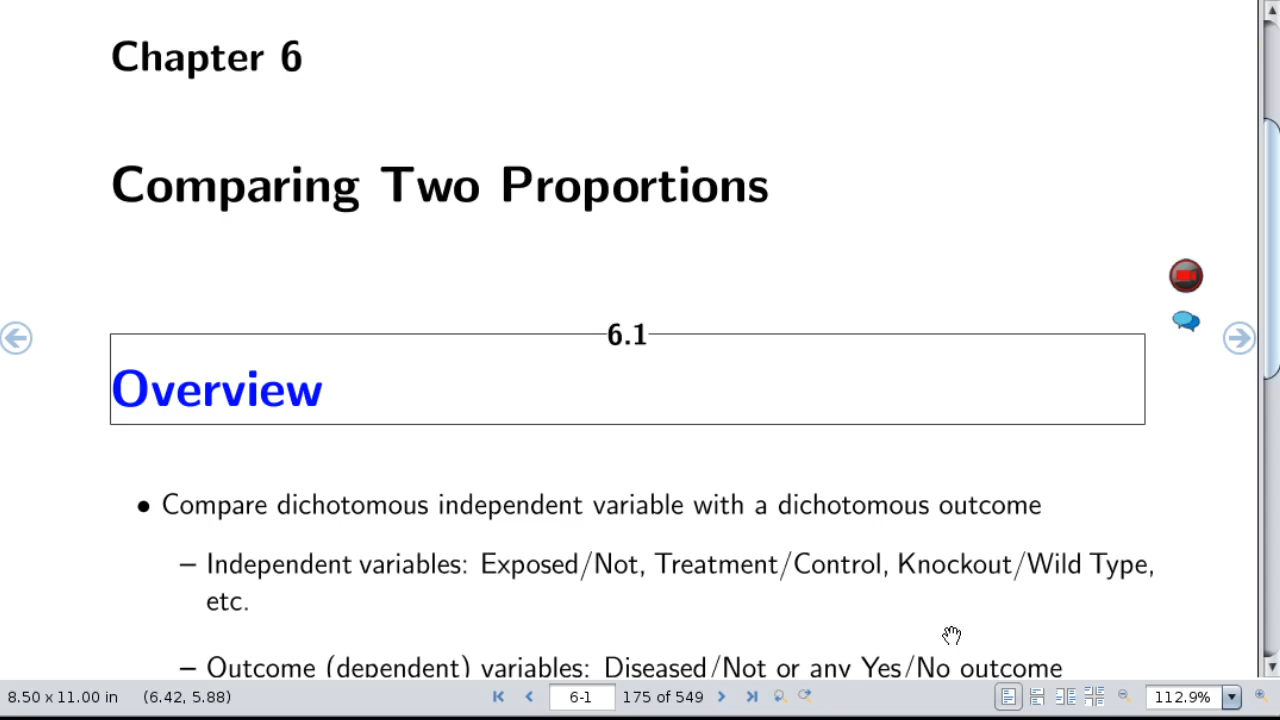 Chapter 6
Comparing Two Proportions
6.1
Overview
• Compare dichotomous independent variable with a dichotomous outcome
– Independent variables: Exposed/Not, Treatment/Control, Knockout/Wild Type,
etc.
– Outcome (dependent) variables: Diseased/Not or any Yes/No outcome
8.50 x 11.00 in (6.42, 5.88) 6-1 175 of 549 112.9%